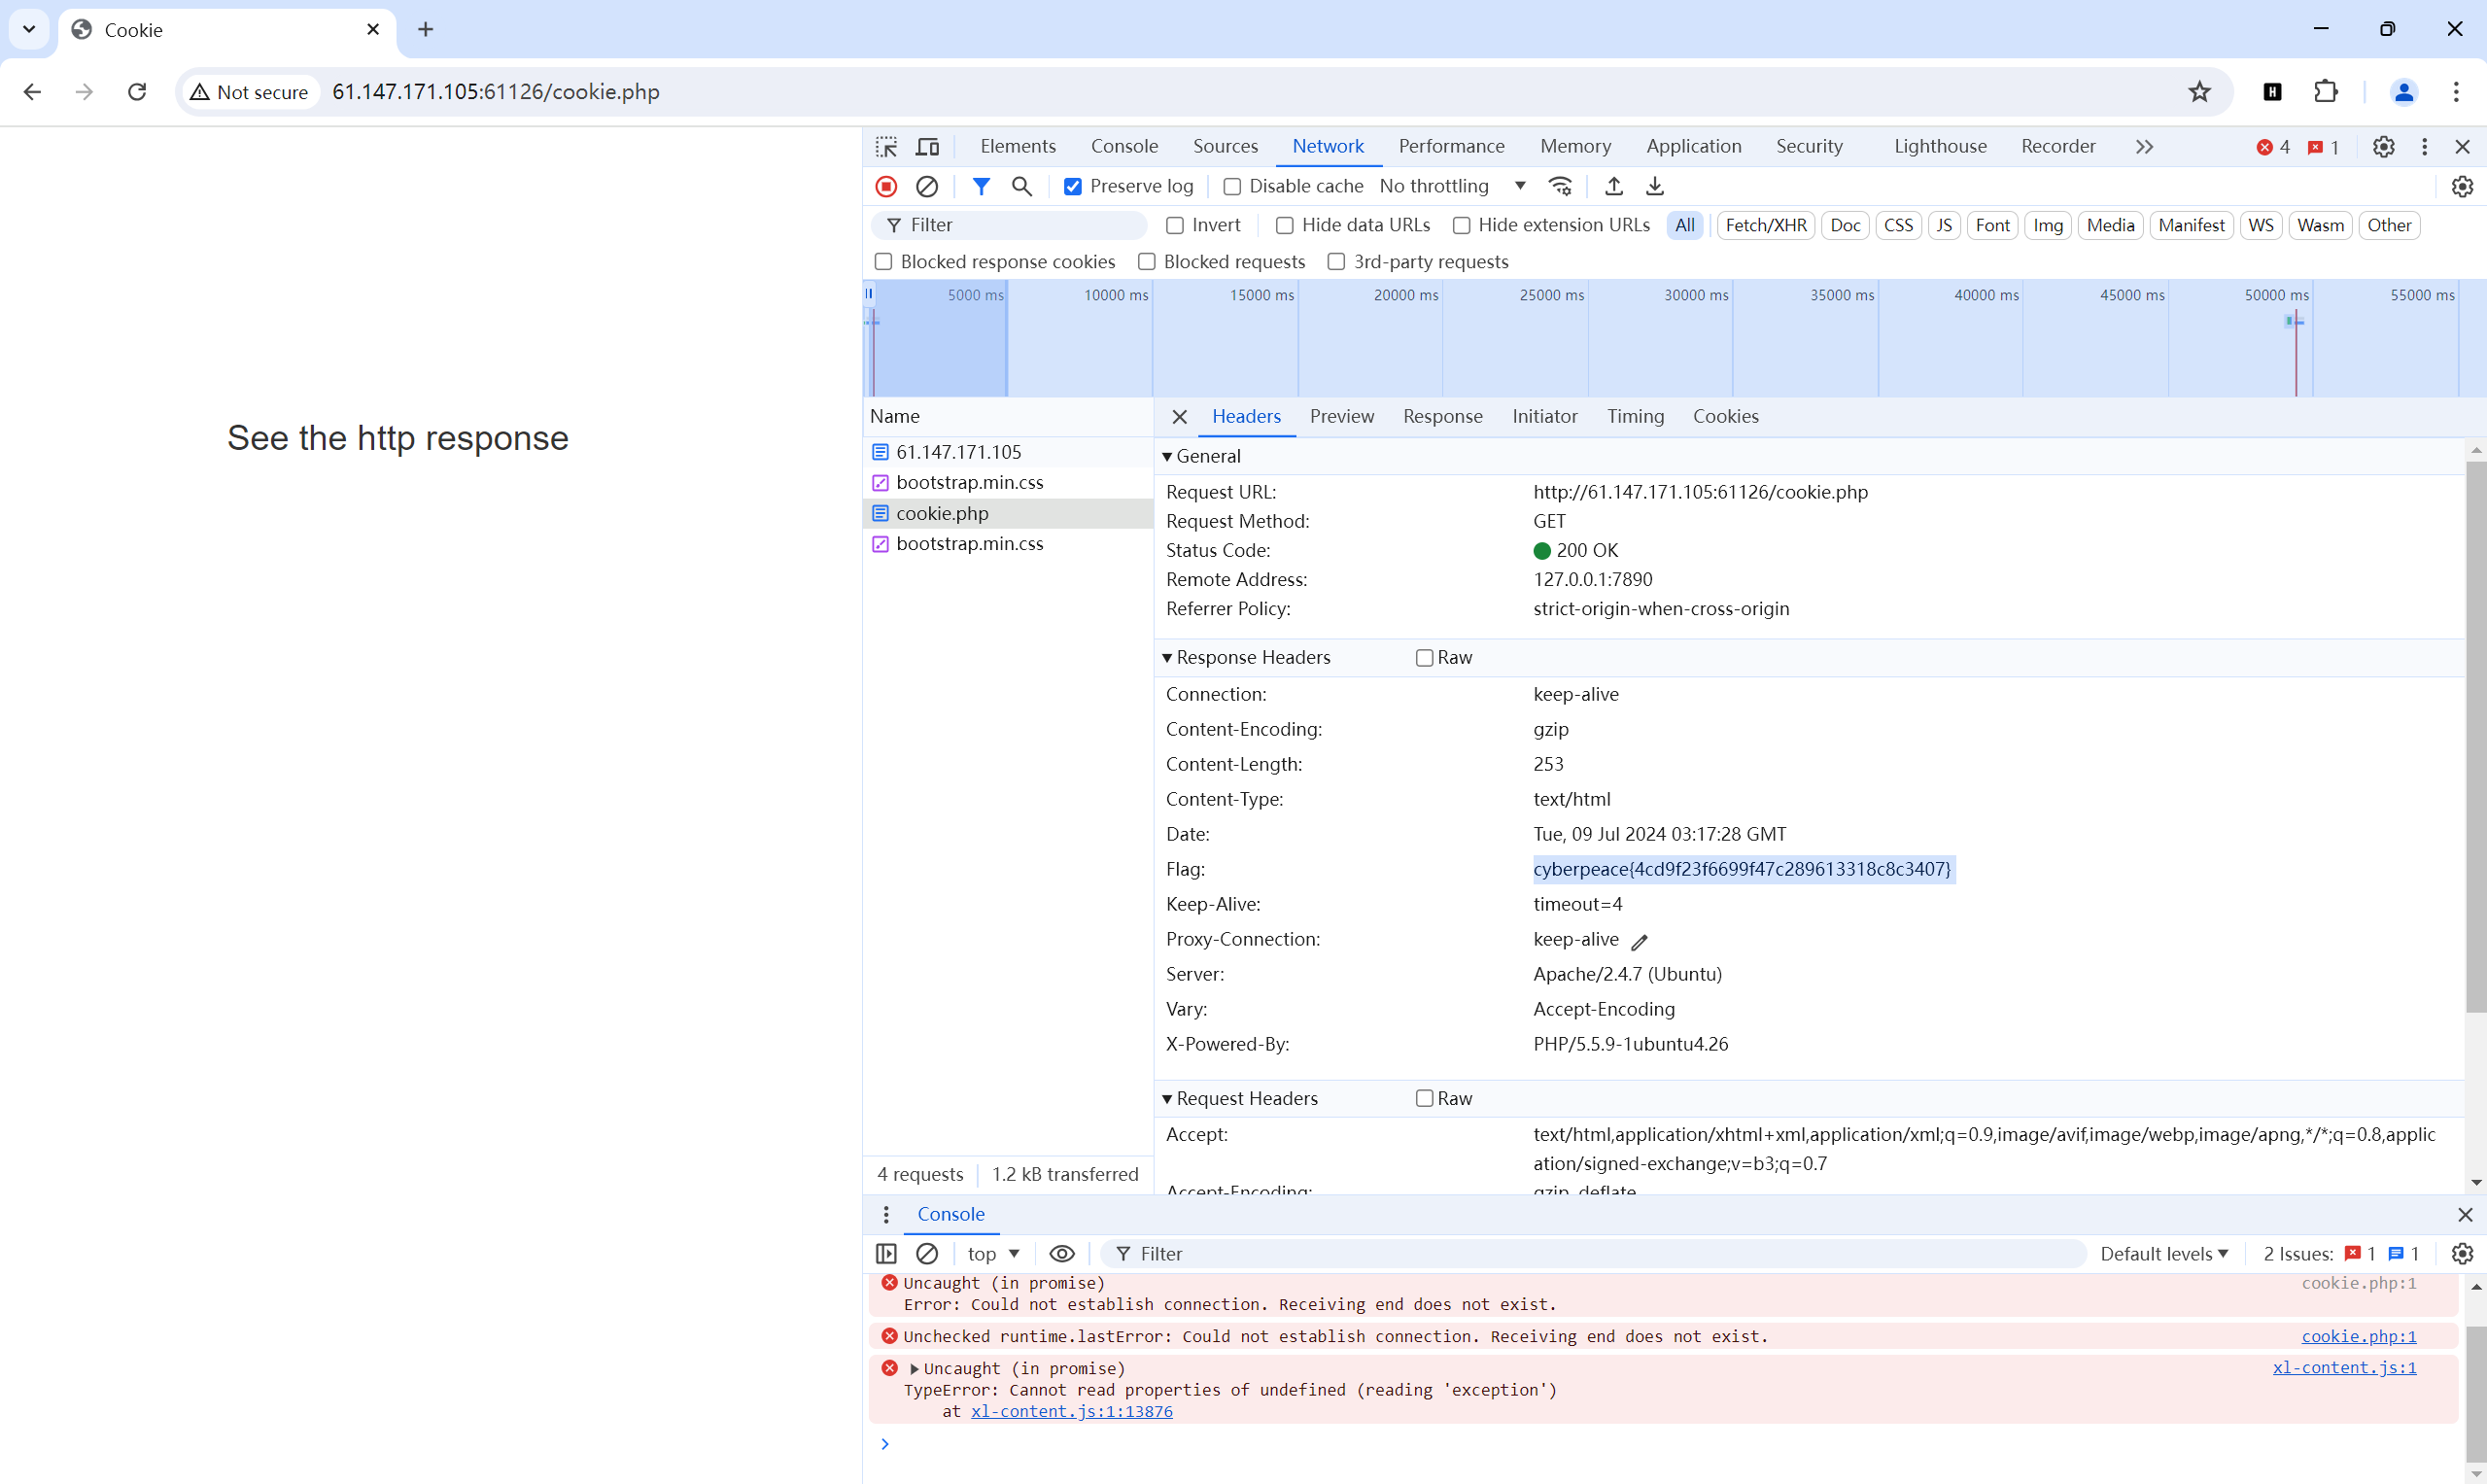 Cookie
Not secure
61.147.171.105:61126/cookie.php
See the http response
Elements Console Sources Network Performance Memory Application Security Lighthouse Recorder 4 1
Preserve log Disable cache No throttling
Filter Invert Hide data URLs Hide extension URLs All Fetch/XHR Doc CSS JS Font Img Media Manifest WS Wasm Other
Blocked response cookies Blocked requests 3rd-party requests
5000 ms 10000 ms 15000 ms 20000 ms 25000 ms 30000 ms 35000 ms 40000 ms 45000 ms 50000 ms 55000 ms
Name
61.147.171.105
bootstrap.min.css
cookie.php
bootstrap.min.css
4 requests 1.2 kB transferred
Headers Preview Response Initiator Timing Cookies
General
Request URL: http://61.147.171.105:61126/cookie.php
Request Method: GET
Status Code: 200 OK
Remote Address: 127.0.0.1:7890
Referrer Policy: strict-origin-when-cross-origin
Response Headers Raw
Connection: keep-alive
Content-Encoding: gzip
Content-Length: 253
Content-Type: text/html
Date: Tue, 09 Jul 2024 03:17:28 GMT
Flag: cyberpeace{4cd9f23f6699f47c289613318c8c3407}
Keep-Alive: timeout=4
Proxy-Connection: keep-alive
Server: Apache/2.4.7 (Ubuntu)
Vary: Accept-Encoding
X-Powered-By: PHP/5.5.9-1ubuntu4.26
Request Headers Raw
Accept: text/html,application/xhtml+xml,application/xml;q=0.9,image/avif,image/webp,image/apng,*/*;q=0.8,applic
ation/signed-exchange;v=b3;q=0.7
Accept-Encoding: gzip, deflate
Console
top Filter Default levels 2 Issues: 1 1
Uncaught (in promise) cookie.php:1
Error: Could not establish connection. Receiving end does not exist.
Unchecked runtime.lastError: Could not establish connection. Receiving end does not exist. cookie.php:1
Uncaught (in promise) xl-content.js:1
TypeError: Cannot read properties of undefined (reading 'exception')
at xl-content.js:1:13876